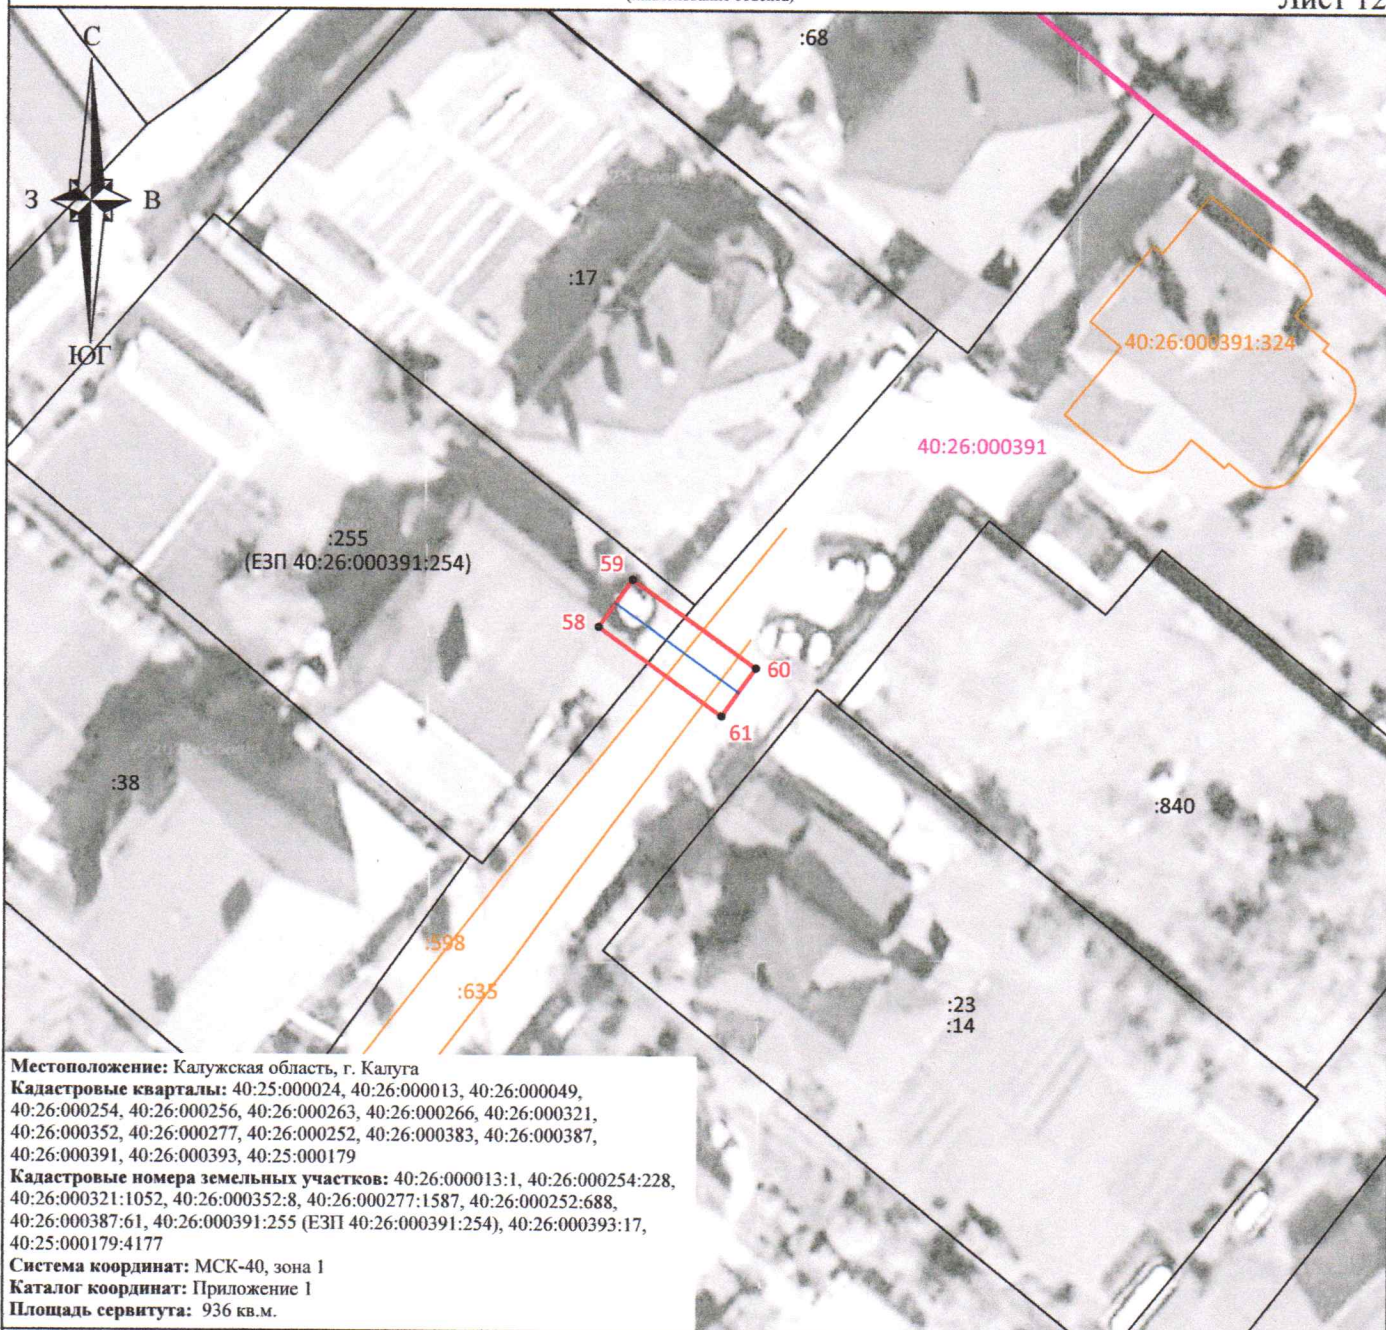 Лист 12
С
:68
З
В
:17
ЮГ
40:26:000391:324
40:26:000391
:255
(ЕЗП 40:26:000391:254)
59
58
60
61
:38
:840
:598
:635
:23
:14
Местоположение: Калужская область, г. Калуга
Кадастровые кварталы: 40:25:000024, 40:26:000013, 40:26:000049,
40:26:000254, 40:26:000256, 40:26:000263, 40:26:000266, 40:26:000321,
40:26:000352, 40:26:000277, 40:26:000252, 40:26:000383, 40:26:000387,
40:26:000391, 40:26:000393, 40:25:000179
Кадастровые номера земельных участков: 40:26:000013:1, 40:26:000254:228,
40:26:000321:1052, 40:26:000352:8, 40:26:000277:1587, 40:26:000252:688,
40:26:000387:61, 40:26:000391:255 (ЕЗП 40:26:000391:254), 40:26:000393:17,
40:25:000179:4177
Система координат: МСК-40, зона 1
Каталог координат: Приложение 1
Площадь сервитута: 936 кв.м.